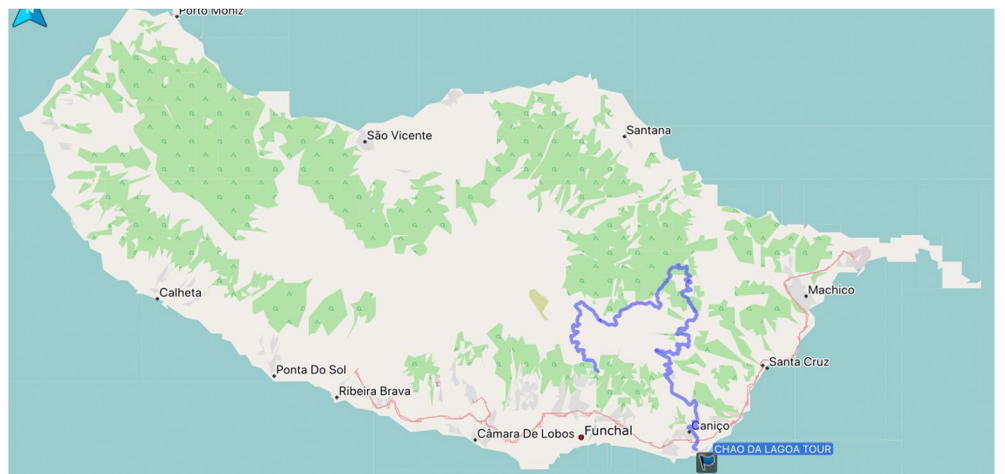 N
Porto Moniz
São Vicente
Santana
Calheta
Machico
Ponta Do Sol
Santa Cruz
Ribeira Brava
Caniço
Câmara De Lobos
Funchal
CHAO DA LAGOA TOUR